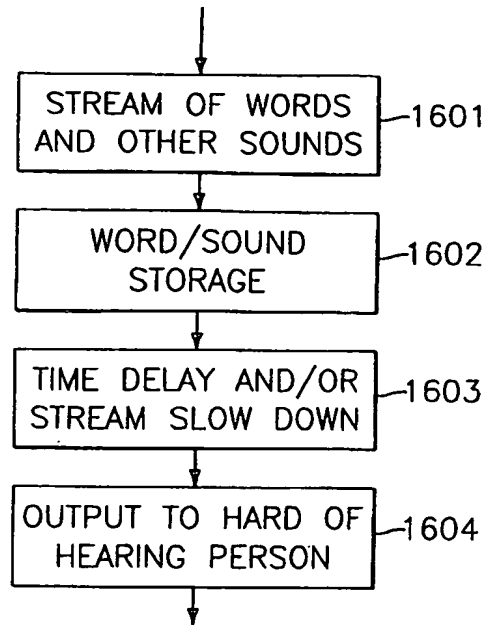 STREAM OF WORDS
AND OTHER SOUNDS
1601
WORD/SOUND
STORAGE
1602
TIME DELAY AND/OR
STREAM SLOW DOWN
1603
OUTPUT TO HARD OF
HEARING PERSON
1604